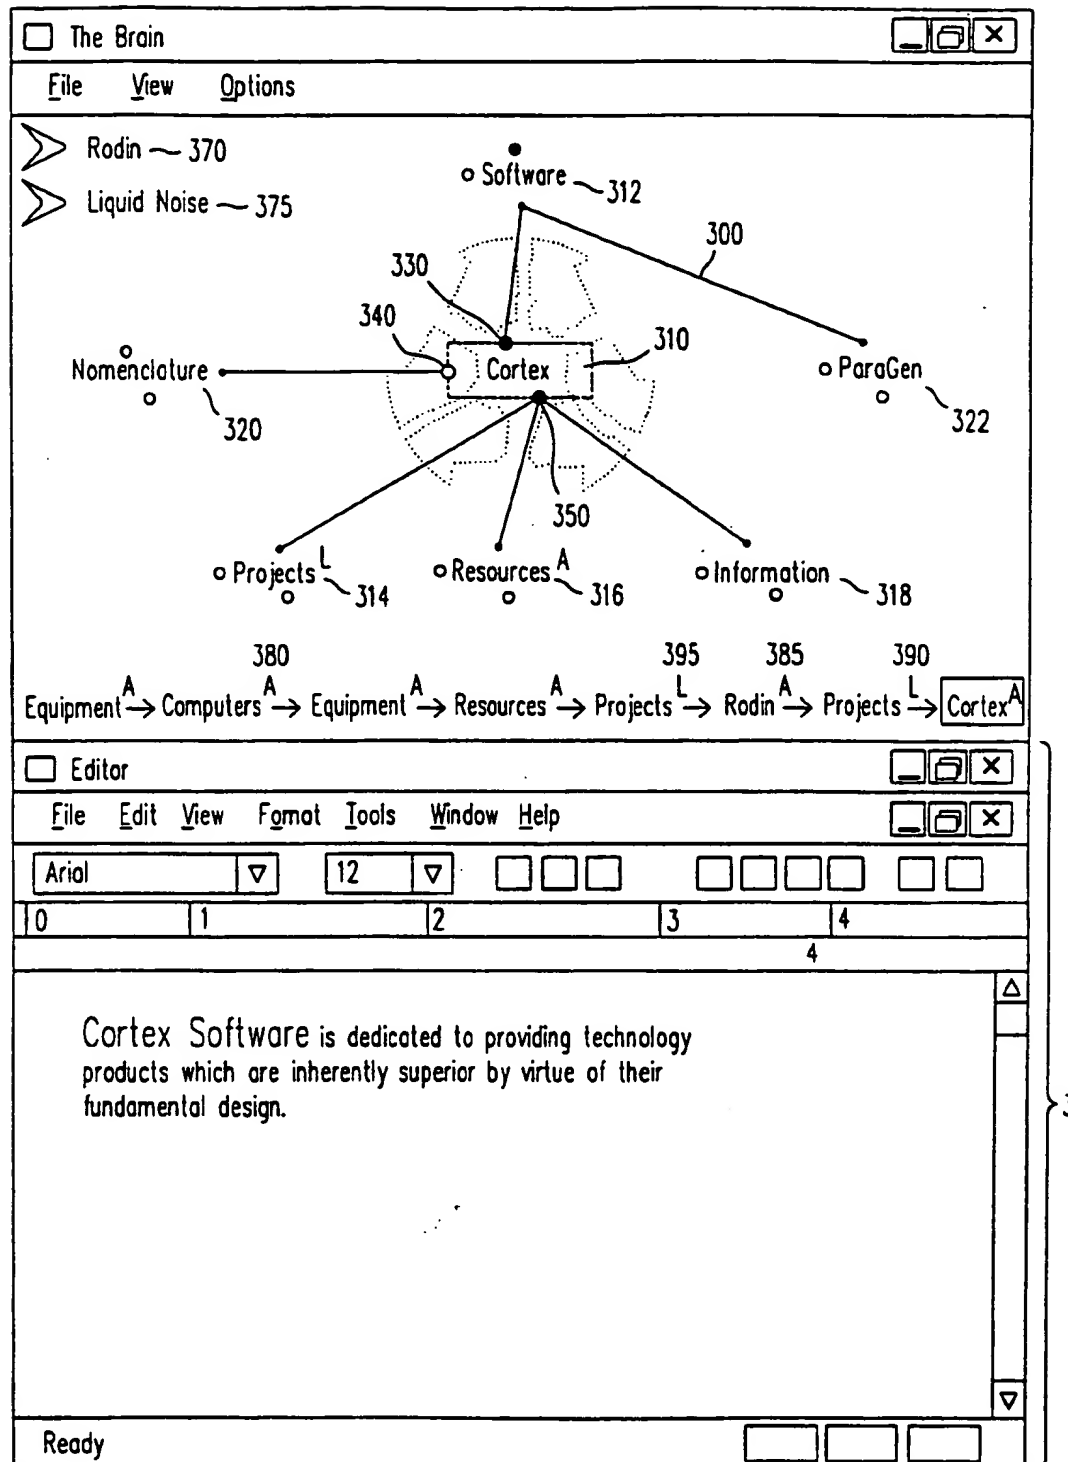 The Brain
File View Options
Rodin 370
Liquid Noise 375
Software 312
300
330
340
310
Cortex
Nomenclature
320
ParaGen
322
350
Projects L 314
Resources A 316
Information 318
380 395 385 390
Equipment A → Computers A → Equipment A → Resources A → Projects L → Rodin A → Projects L → Cortex A
Editor
File Edit View Fomat Tools Window Help
Arial 12
0 1 2 3 4
4
Cortex Software is dedicated to providing technology
products which are inherently superior by virtue of their
fundamental design.
Ready